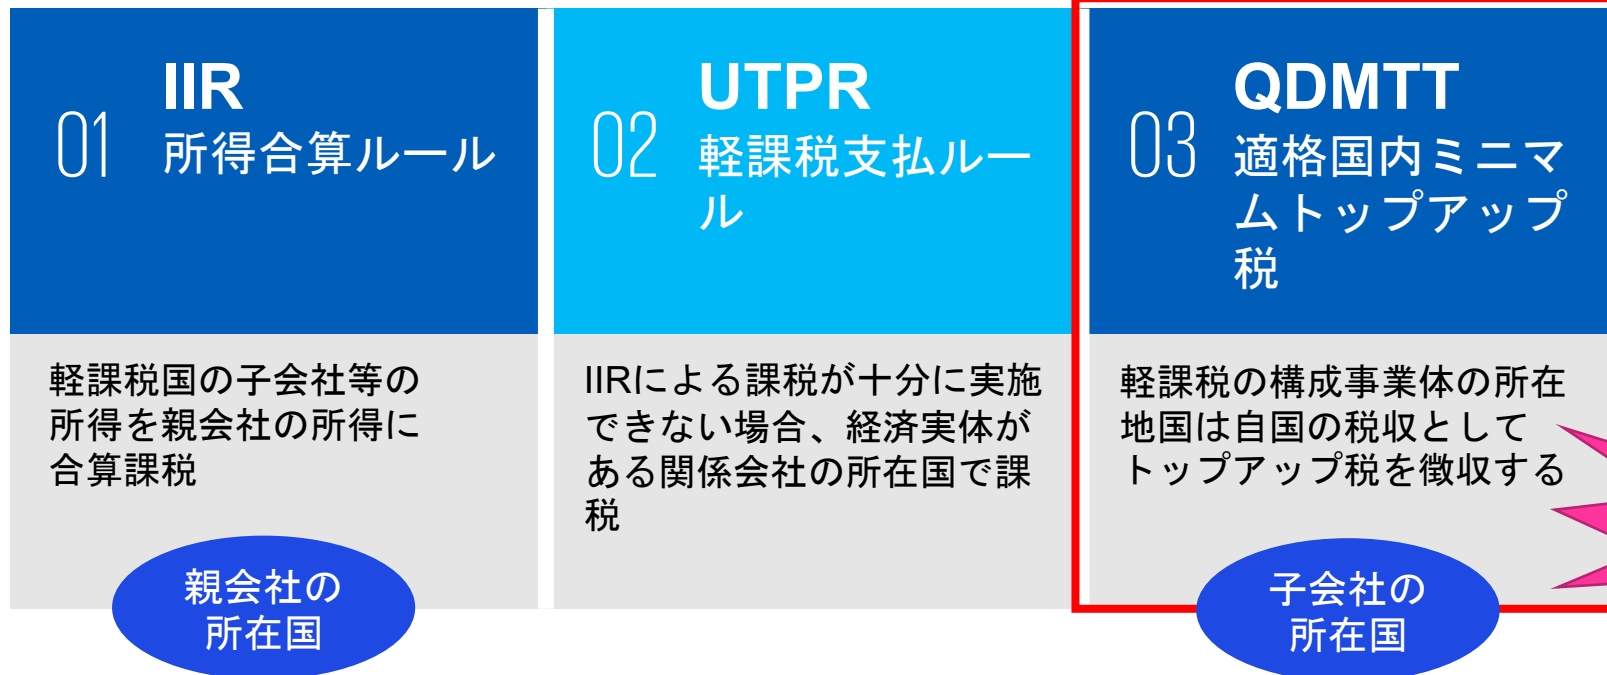 01
IIR
所得合算ルール
軽課税国の子会社等の
所得を親会社の所得に
合算課税
親会社の
所在国
02
UTPR
軽課税支払ルー
ル
IIRによる課税が十分に実施
できない場合、経済実体が
ある関係会社の所在国で課
税
03
QDMTT
適格国内ミニマ
ムトップアップ
税
軽課税の構成事業体の所在
地国は自国の税収として
トップアップ税を徴収する
子会社の
所在国